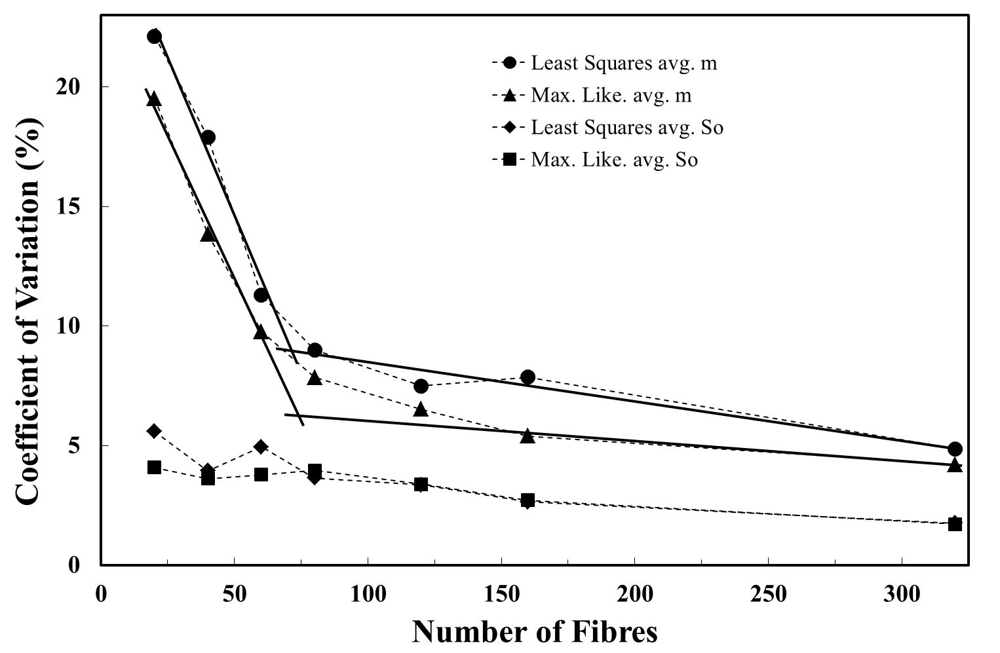 Coefficient of Variation (%)
20
15
10
5
0
Least Squares avg. m
Max. Like. avg. m
Least Squares avg. So
Max. Like. avg. So
0 50 100 150 200 250 300
Number of Fibres